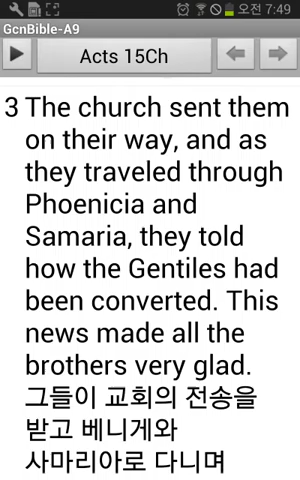 오전 7:49
GcnBible-A9
Acts 15Ch
3 The church sent them
on their way, and as
they traveled through
Phoenicia and
Samaria, they told
how the Gentiles had
been converted. This
news made all the
brothers very glad.
그들이 교회의 전송을
받고 베니게와
사마리아로 다니며